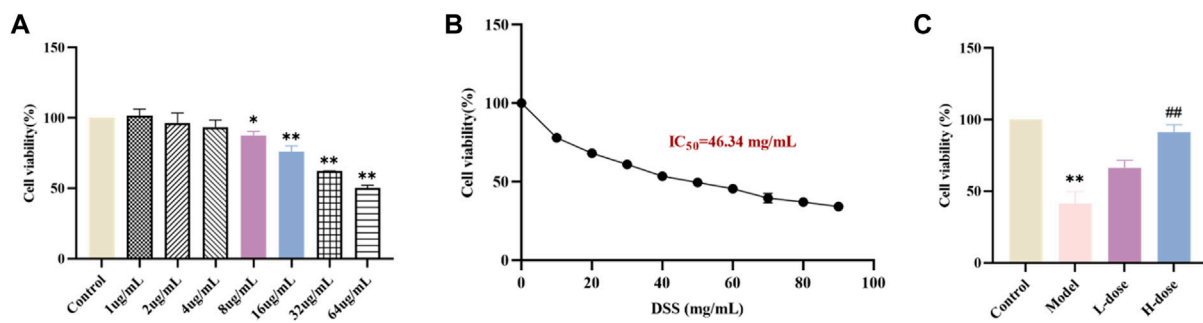 A
Cell viability(%)
150
100
50
0
*
**
**
**
Control
1ug/mL
2ug/mL
4ug/mL
8ug/mL
16ug/mL
32ug/mL
64ug/mL
B
Cell viability(%)
150
100
50
0
IC50=46.34 mg/mL
0
20
40
60
80
100
DSS (mg/mL)
C
Cell viability (%)
150
100
50
0
**
##
Control
Model
L-dose
H-dose